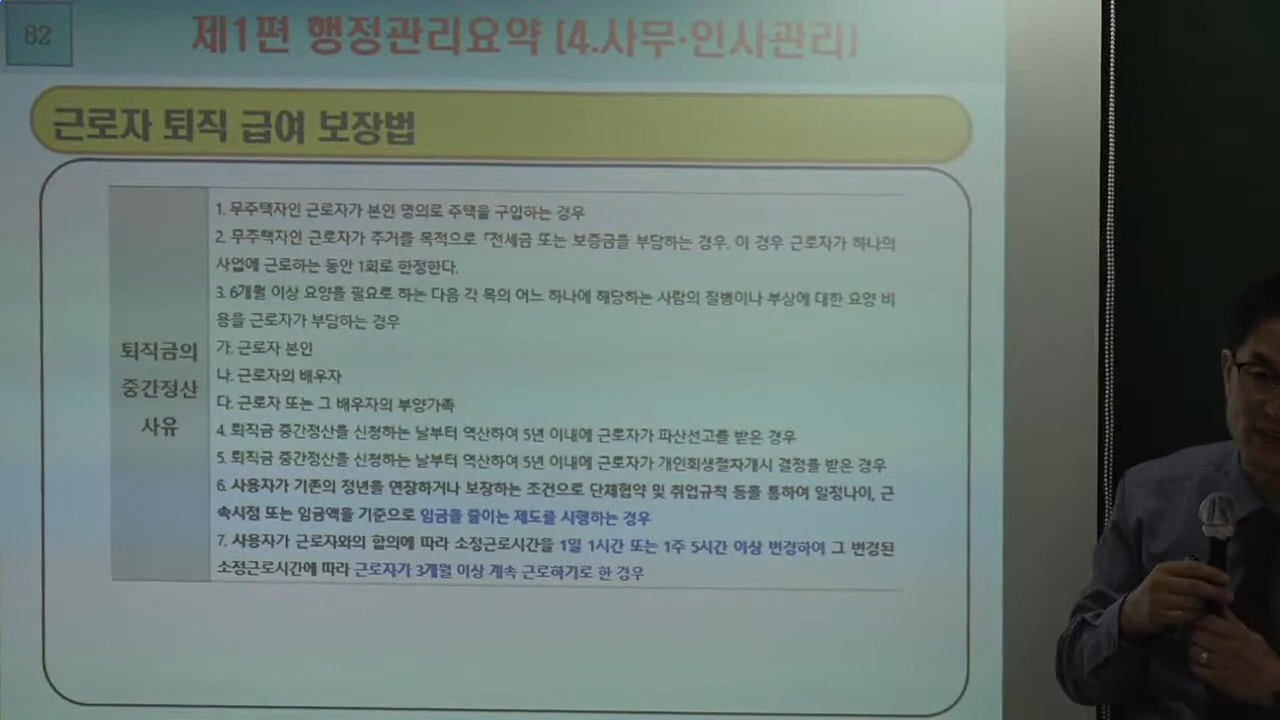 82
제1편 행정관리요약 [4.사무·인사관리]
근로자 퇴직 급여 보장법
퇴직금의
중간정산
사유
1. 무주택자인 근로자가 본인 명의로 주택을 구입하는 경우
2. 무주택자인 근로자가 주거를 목적으로 「전세금 또는 보증금을 부담하는 경우. 이 경우 근로자가 하나의
사업에 근로하는 동안 1회로 한정한다.
3. 6개월 이상 요양을 필요로 하는 다음 각 목의 어느 하나에 해당하는 사람의 질병이나 부상에 대한 요양 비
용을 근로자가 부담하는 경우
가. 근로자 본인
나. 근로자의 배우자
다. 근로자 또는 그 배우자의 부양가족
4. 퇴직금 중간정산을 신청하는 날부터 역산하여 5년 이내에 근로자가 파산선고를 받은 경우
5. 퇴직금 중간정산을 신청하는 날부터 역산하여 5년 이내에 근로자가 개인회생절차개시 결정을 받은 경우
6. 사용자가 기존의 정년을 연장하거나 보장하는 조건으로 단체협약 및 취업규칙 등을 통하여 일정나이, 근
속시점 또는 임금액을 기준으로 임금을 줄이는 제도를 시행하는 경우
7. 사용자가 근로자와의 합의에 따라 소정근로시간을 1일 1시간 또는 1주 5시간 이상 변경하여 그 변경된
소정근로시간에 따라 근로자가 3개월 이상 계속 근로하기로 한 경우